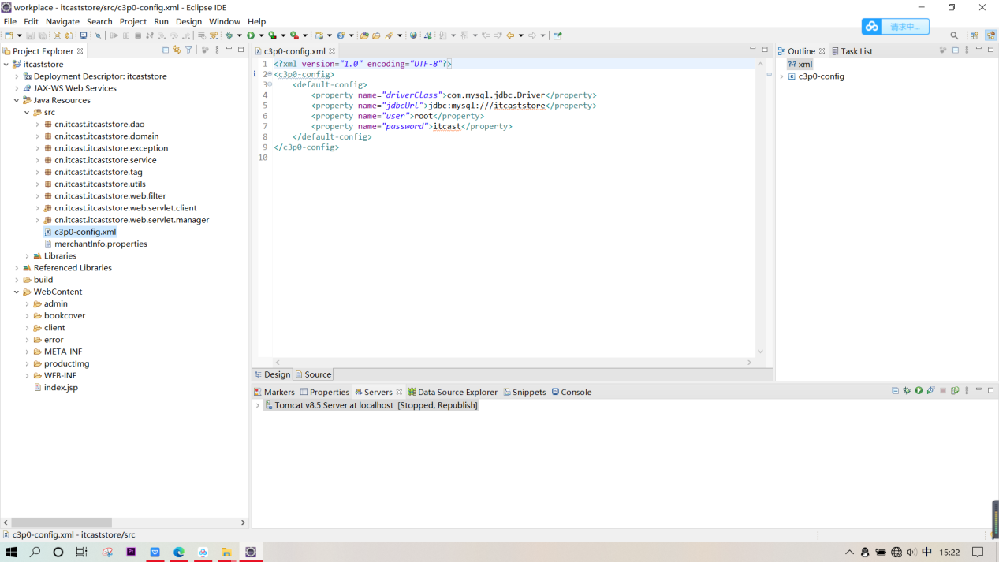 workplace - itcaststore/src/c3p0-config.xml - Eclipse IDE
File Edit Navigate Search Project Run Design Window Help
请求中...
Project Explorer
itcaststore
Deployment Descriptor: itcaststore
JAX-WS Web Services
Java Resources
src
cn.itcast.itcaststore.dao
cn.itcast.itcaststore.domain
cn.itcast.itcaststore.exception
cn.itcast.itcaststore.service
cn.itcast.itcaststore.tag
cn.itcast.itcaststore.utils
cn.itcast.itcaststore.web.filter
cn.itcast.itcaststore.web.servlet.client
cn.itcast.itcaststore.web.servlet.manager
c3p0-config.xml
merchantInfo.properties
Libraries
Referenced Libraries
build
WebContent
admin
bookcover
client
error
META-INF
productImg
WEB-INF
index.jsp
c3p0-config.xml
1 <?xml version="1.0" encoding="UTF-8"?>
2 <c3p0-config>
3 <default-config>
4 <property name="driverClass">com.mysql.jdbc.Driver</property>
5 <property name="jdbcUrl">jdbc:mysql:///itcaststore</property>
6 <property name="user">root</property>
7 <property name="password">itcast</property>
8 </default-config>
9 </c3p0-config>
10
Design Source
Outline Task List
?-? xml
e c3p0-config
Markers Properties Servers Data Source Explorer Snippets Console
Tomcat v8.5 Server at localhost [Stopped, Republish]
c3p0-config.xml - itcaststore/src
Pr
W
中 15:22